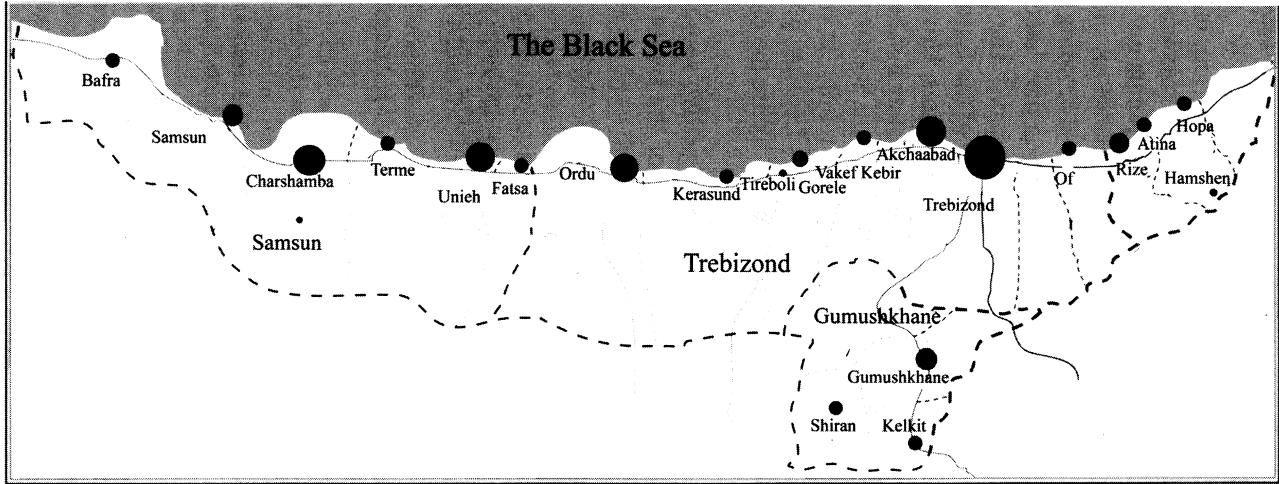 The Black Sea
Bafra
Samsun
Charshamba
Terme
Unieh
Fatsa
Ordu
Kerasund
Tireboli
Gorele
Vakef Kebir
Akchaabad
Trebizond
Of
Rize
Atina
Hopa
Hamshen
Samsun
Trebizond
Gumushkhane
Gumushkhane
Shiran
Kelkit